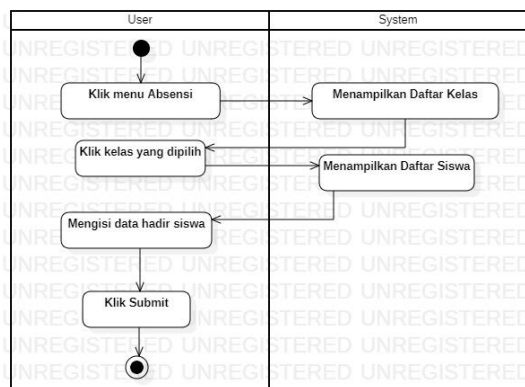 User
System
Klik menu Absensi
Menampilkan Daftar Kelas
Klik kelas yang dipilih
Menampilkan Daftar Siswa
Mengisi data hadir siswa
Klik Submit
UNREGISTERED UNREGISTERED UNREGISTERED